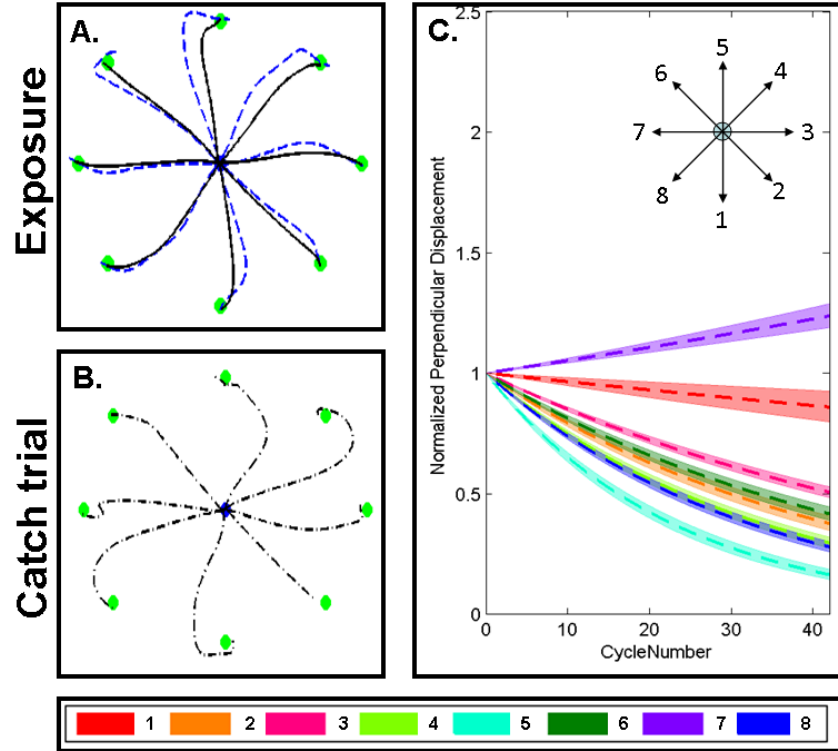 A.
Exposure
B.
Catch trial
C.
Normalized Perpendicular Displacement
2.5
2
1.5
1
0.5
0
5
6 4
7 3
8 2
1
0 10 20 30 40
CycleNumber
1 2 3 4 5 6 7 8